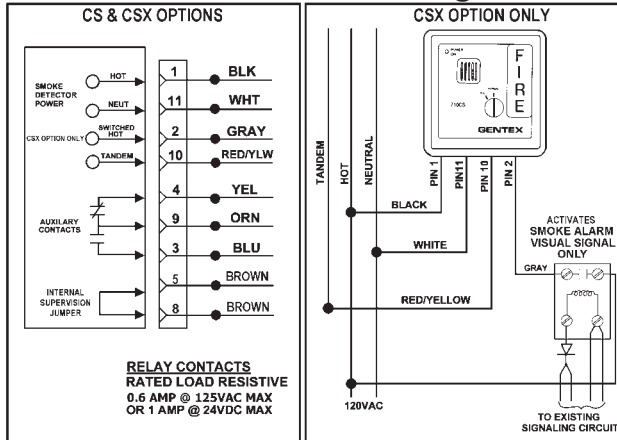 CS & CSX OPTIONS
SMOKE
DETECTOR
POWER
HOT
1
BLK
NEUT
11
WHT
CSX OPTION ONLY
SWITCHED
HOT
2
GRAY
TANDEM
10
RED/YLW
4
YEL
AUXILARY
CONTACTS
9
ORN
3
BLU
5
BROWN
INTERNAL
SUPERVISION
JUMPER
8
BROWN
RELAY CONTACTS
RATED LOAD RESISTIVE
0.6 AMP @ 125VAC MAX
OR 1 AMP @ 24VDC MAX
CSX OPTION ONLY
POWER
ON
FIRE
710CS
GENTEX
TANDEM
HOT
NEUTRAL
PIN 1
PIN11
PIN 10
PIN 2
BLACK
WHITE
RED/YELLOW
GRAY
ACTIVATES
SMOKE ALARM
VISUAL SIGNAL
ONLY
120VAC
TO EXISTING
SIGNALING CIRCUIT